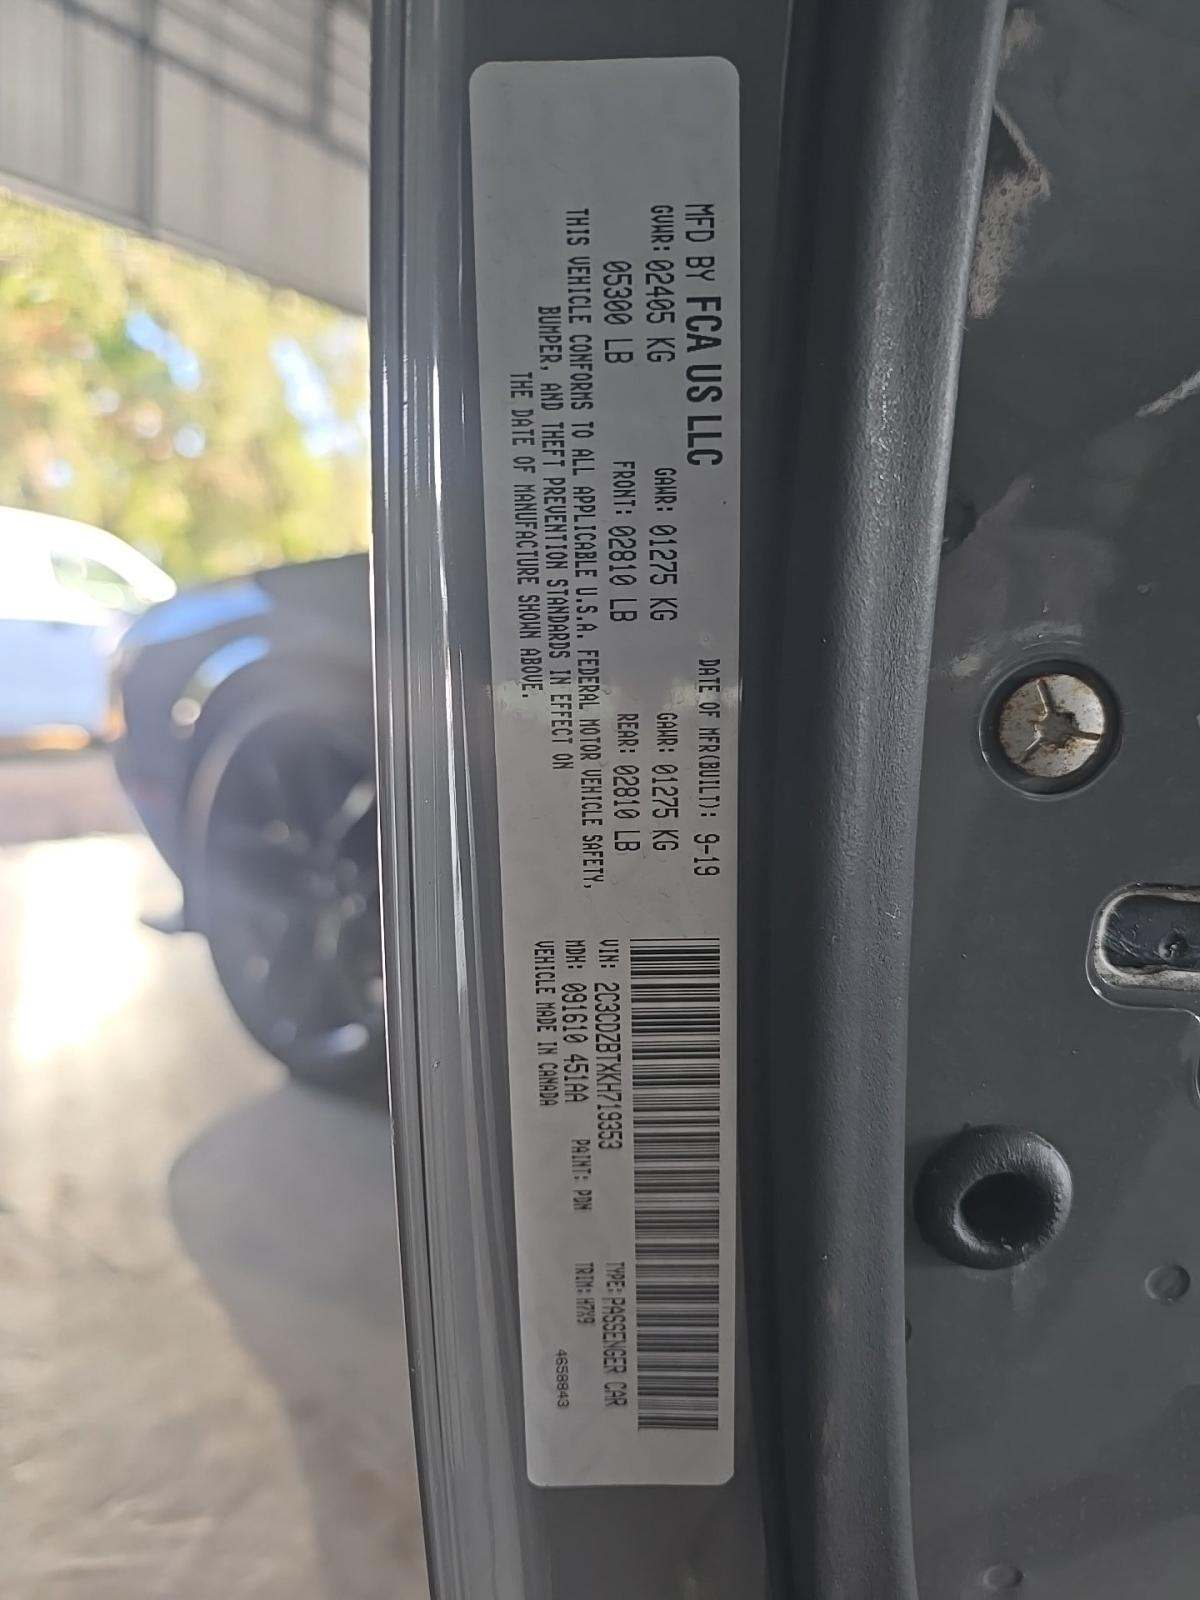 MFD BY FCA US LLC
DATE OF MFR(BUILT): 9-19
GVWR: 02405 KG GAWR: 01275 KG GAWR: 01275 KG
05300 LB FRONT: 02810 LB REAR: 02810 LB
THIS VEHICLE CONFORMS TO ALL APPLICABLE U.S.A. FEDERAL MOTOR VEHICLE SAFETY,
BUMPER, AND THEFT PREVENTION STANDARDS IN EFFECT ON
THE DATE OF MANUFACTURE SHOWN ABOVE.
VIN: 2C3CDZBTXKH719353 TYPE: PASSENGER CAR
MDH: 091610 451AA PAINT: PDN TRIM: H7X9
VEHICLE MADE IN CANADA 4658843